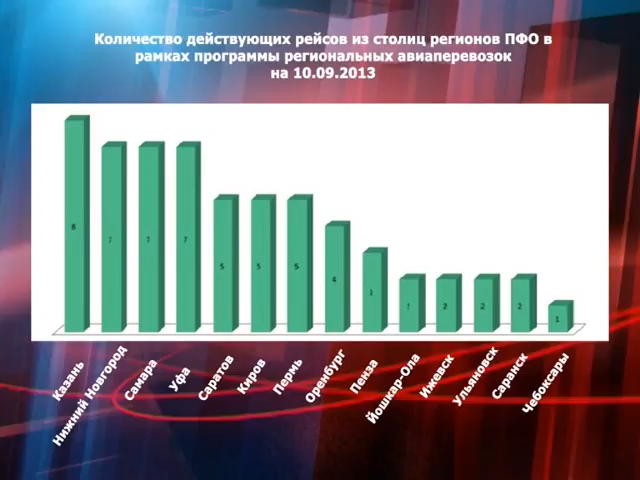 Количество действующих рейсов из столиц регионов ПФО в
рамках программы региональных авиаперевозок
на 10.09.2013
8
7
7
7
5
5
5
4
2
2
2
1
Казань
Нижний Новгород
Самара
Уфа
Саратов
Киров
Пермь
Оренбург
Пенза
Йошкар-Ола
Ижевск
Ульяновск
Саранск
Чебоксары